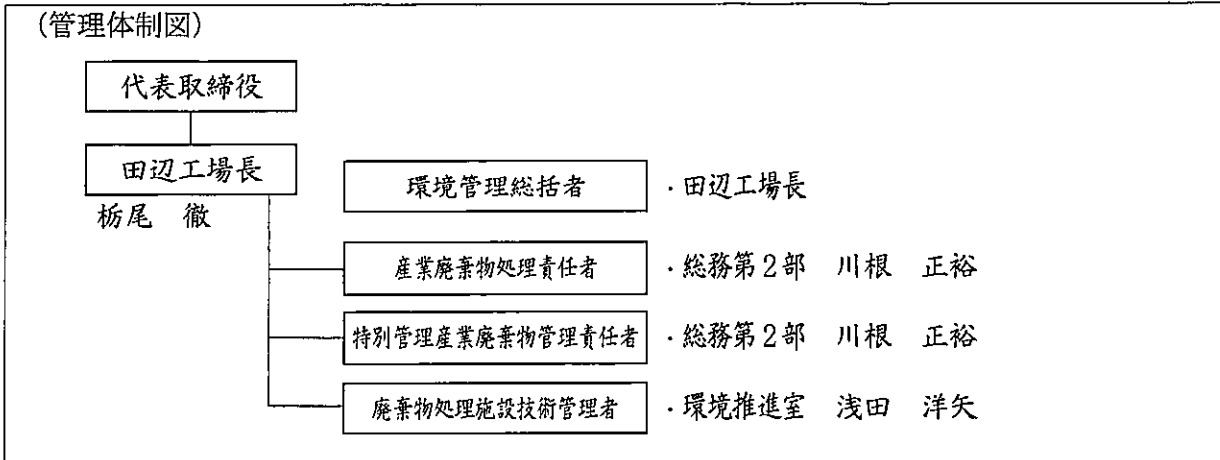 (管理体制図)
代表取締役
田辺工場長
栃尾 徹
環境管理総括者 ・田辺工場長
産業廃棄物処理責任者 ・総務第2部 川根 正裕
特別管理産業廃棄物管理責任者 ・総務第2部 川根 正裕
廃棄物処理施設技術管理者 ・環境推進室 浅田 洋矢